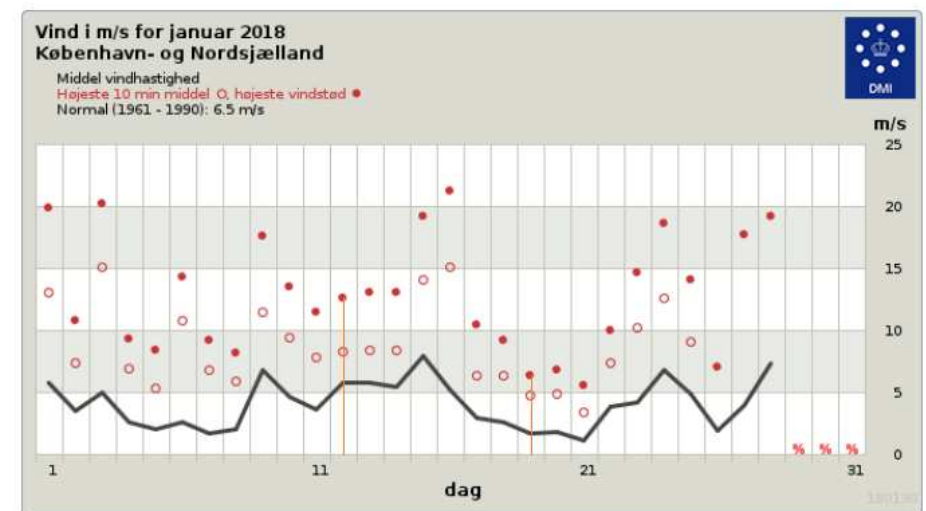 Vind i m/s for januar 2018
København- og Nordsjælland
Middel vindhastighed
Højeste 10 min middel O, højeste vindstød ●
Normal (1961 - 1990): 6.5 m/s
DMI
m/s
25
20
15
10
5
0
% % %
1 11 21 31
dag